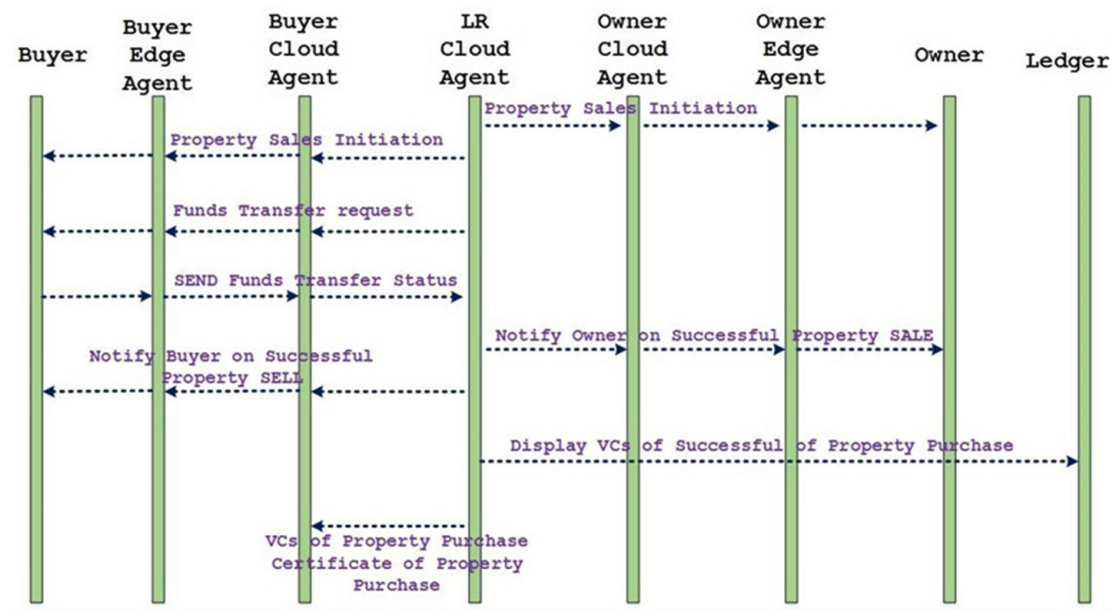 Buyer
Buyer
Edge
Agent
Buyer
Cloud
Agent
LR
Cloud
Agent
Owner
Cloud
Agent
Owner
Edge
Agent
Owner
Ledger
Property Sales Initiation
Property Sales Initiation
Funds Transfer request
SEND Funds Transfer Status
Notify Owner on Successful Property SALE
Notify Buyer on Successful
Property SELL
Display VCs of Successful of Property Purchase
VCs of Property Purchase
Certificate of Property
Purchase